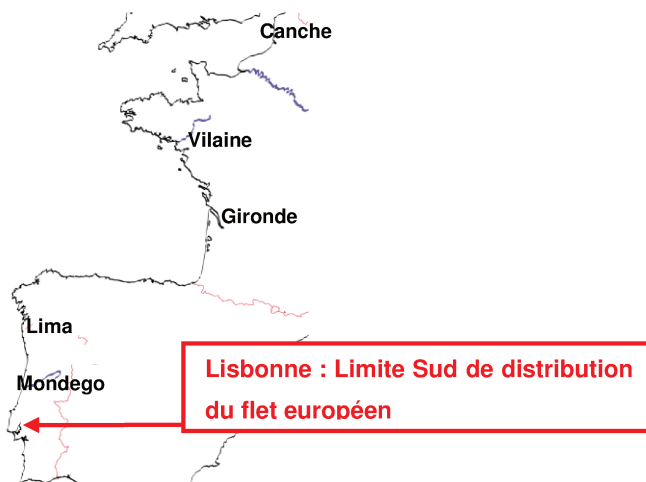 Canche
Vilaine
Gironde
Lima
Mondego
Lisbonne : Limite Sud de distribution
du flet européen